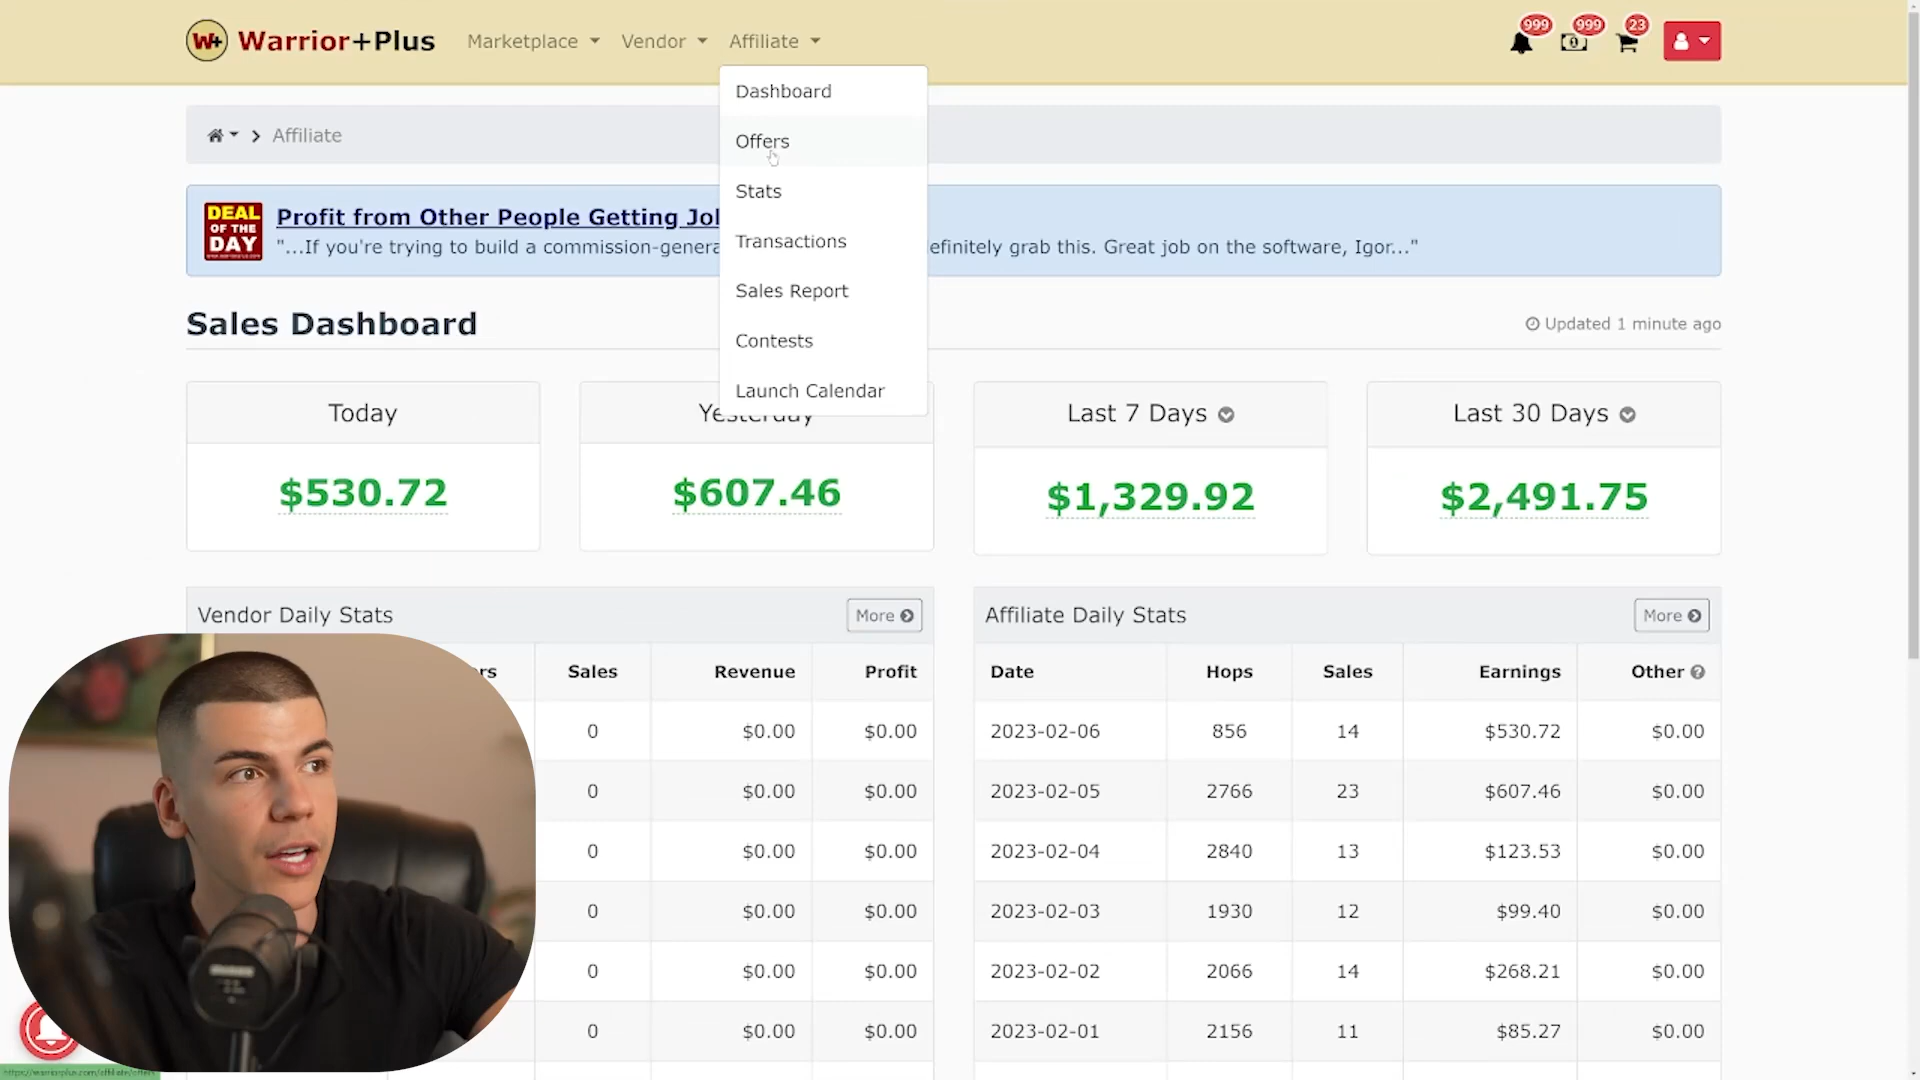 W+ Warrior+Plus Marketplace Vendor Affiliate 999 999 23
Dashboard
Offers
Stats
Transactions
Sales Report
Contests
Launch Calendar
Affiliate
DEAL OF THE DAY
Profit from Other People Getting
"...If you're trying to build a efinitely grab this. Great job on the software, Igor..."
Sales Dashboard
Updated 1 minute ago
Today Yesterday Last 7 Days Last 30 Days
$530.72 $607.46 $1,329.92 $2,491.75
Vendor Daily Stats More
Sales Revenue Profit
0 $0.00 $0.00
0 $0.00 $0.00
0 $0.00 $0.00
0 $0.00 $0.00
0 $0.00 $0.00
0 $0.00 $0.00
Affiliate Daily Stats More
Date Hops Sales Earnings Other
2023-02-06 856 14 $530.72 $0.00
2023-02-05 2766 23 $607.46 $0.00
2023-02-04 2840 13 $123.53 $0.00
2023-02-03 1930 12 $99.40 $0.00
2023-02-02 2066 14 $268.21 $0.00
2023-02-01 2156 11 $85.27 $0.00
https://warriorplus.com/affiliate/offers